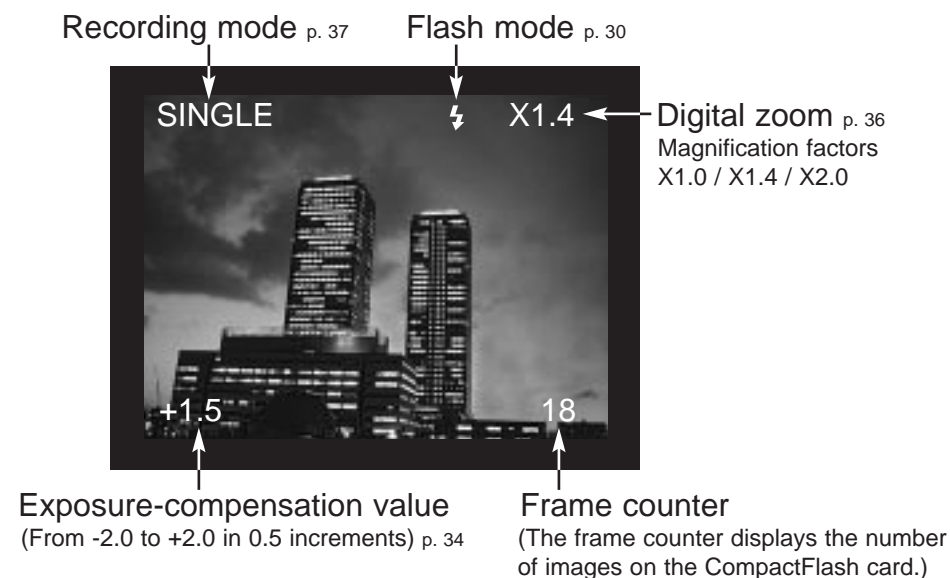 Recording mode p. 37
Flash mode p. 30
SINGLE
X1.4
Digital zoom p. 36
Magnification factors
X1.0 / X1.4 / X2.0
+1.5
18
Exposure-compensation value
(From -2.0 to +2.0 in 0.5 increments) p. 34
Frame counter
(The frame counter displays the number
of images on the CompactFlash card.)